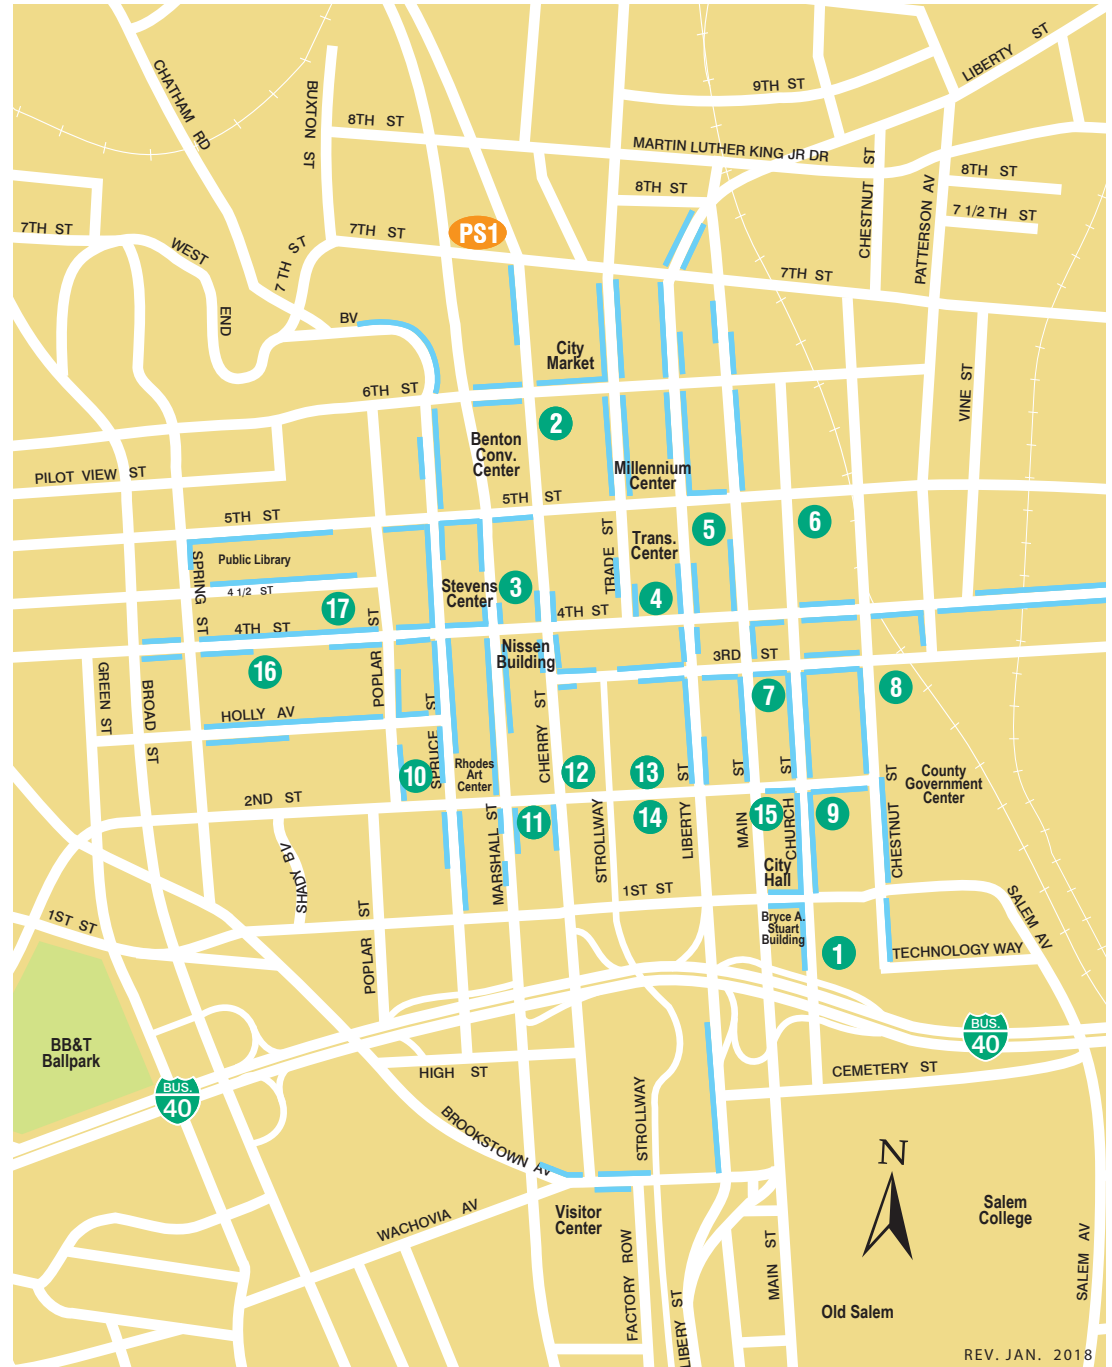 LIBERTY ST
CHATHAM RD
BUXTON ST
9TH ST
8TH ST
MARTIN LUTHER KING JR DR
CHESTNUT ST
PATTERSON AV
8TH ST
8TH ST
7 1/2 TH ST
7TH ST
WEST
END
BV
7TH ST
7TH ST
PS1
7TH ST
City
Market
6TH ST
VINE ST
2
Benton
Conv.
Center
Millennium
Center
PILOT VIEW ST
5TH ST
5TH ST
TRADE ST
5
6
Trans.
Center
SPRING ST
Public Library
4 1/2 ST
Stevens
Center
3
4
17
4TH ST
4TH ST
POPLAR ST
Nissen
Building
3RD ST
GREEN ST
BROAD ST
16
7
8
HOLLY AV
SPRUCE ST
CHERRY ST
10
Rhodes
Art
Center
12
13
LIBERTY ST
MAIN ST
CHURCH ST
CHESTNUT ST
County
Government
Center
2ND ST
MARSHALL ST
11
STROLLWAY
14
15
9
SHADY BV
City
Hall
1ST ST
1ST ST
POPLAR ST
Bryce A.
Stuart
Building
1
SALEM AV
TECHNOLOGY WAY
BB&T
Ballpark
BUS.
40
BUS.
40
HIGH ST
CEMETERY ST
BROOKSTOWN AV
STROLLWAY
N
WACHOVIA AV
Visitor
Center
Salem
College
FACTORY ROW
LIBERY ST
MAIN ST
SALEM AV
Old Salem
REV. JAN. 2018